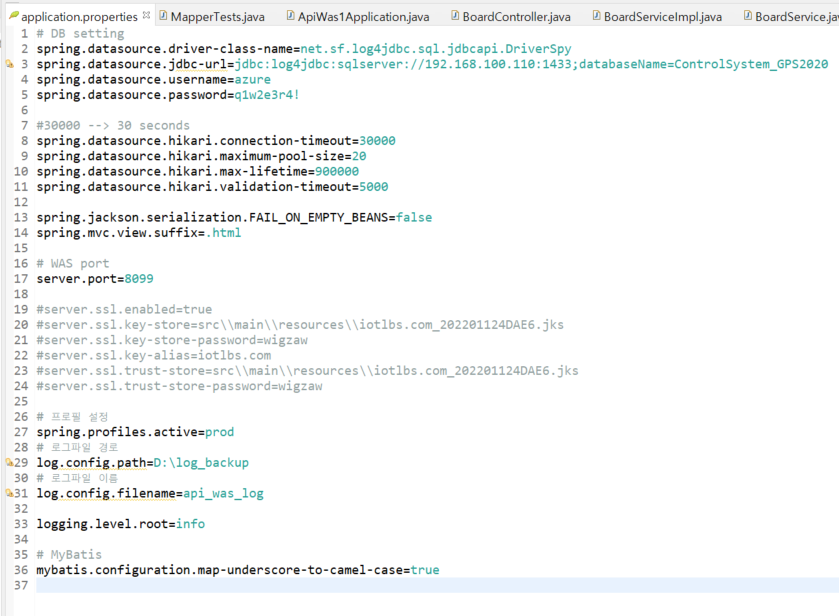 application.properties MapperTests.java ApiWas1Application.java BoardController.java BoardServiceImpl.java BoardService.ja
1 # DB setting
2 spring.datasource.driver-class-name=net.sf.log4jdbc.sql.jdbcapi.DriverSpy
3 spring.datasource.jdbc-url=jdbc:log4jdbc:sqlserver://192.168.100.110:1433;databaseName=ControlSystem_GPS2020
4 spring.datasource.username=azure
5 spring.datasource.password=q1w2e3r4!
6
7 #30000 --> 30 seconds
8 spring.datasource.hikari.connection-timeout=30000
9 spring.datasource.hikari.maximum-pool-size=20
10 spring.datasource.hikari.max-lifetime=900000
11 spring.datasource.hikari.validation-timeout=5000
12
13 spring.jackson.serialization.FAIL_ON_EMPTY_BEANS=false
14 spring.mvc.view.suffix=.html
15
16 # WAS port
17 server.port=8099
18
19 #server.ssl.enabled=true
20 #server.ssl.key-store=src\\main\\resources\\iotlbs.com_202201124DAE6.jks
21 #server.ssl.key-store-password=wigzaw
22 #server.ssl.key-alias=iotlbs.com
23 #server.ssl.trust-store=src\\main\\resources\\iotlbs.com_202201124DAE6.jks
24 #server.ssl.trust-store-password=wigzaw
25
26 # 프로필 설정
27 spring.profiles.active=prod
28 # 로그파일 경로
29 log.config.path=D:\log_backup
30 # 로그파일 이름
31 log.config.filename=api_was_log
32
33 logging.level.root=info
34
35 # MyBatis
36 mybatis.configuration.map-underscore-to-camel-case=true
37